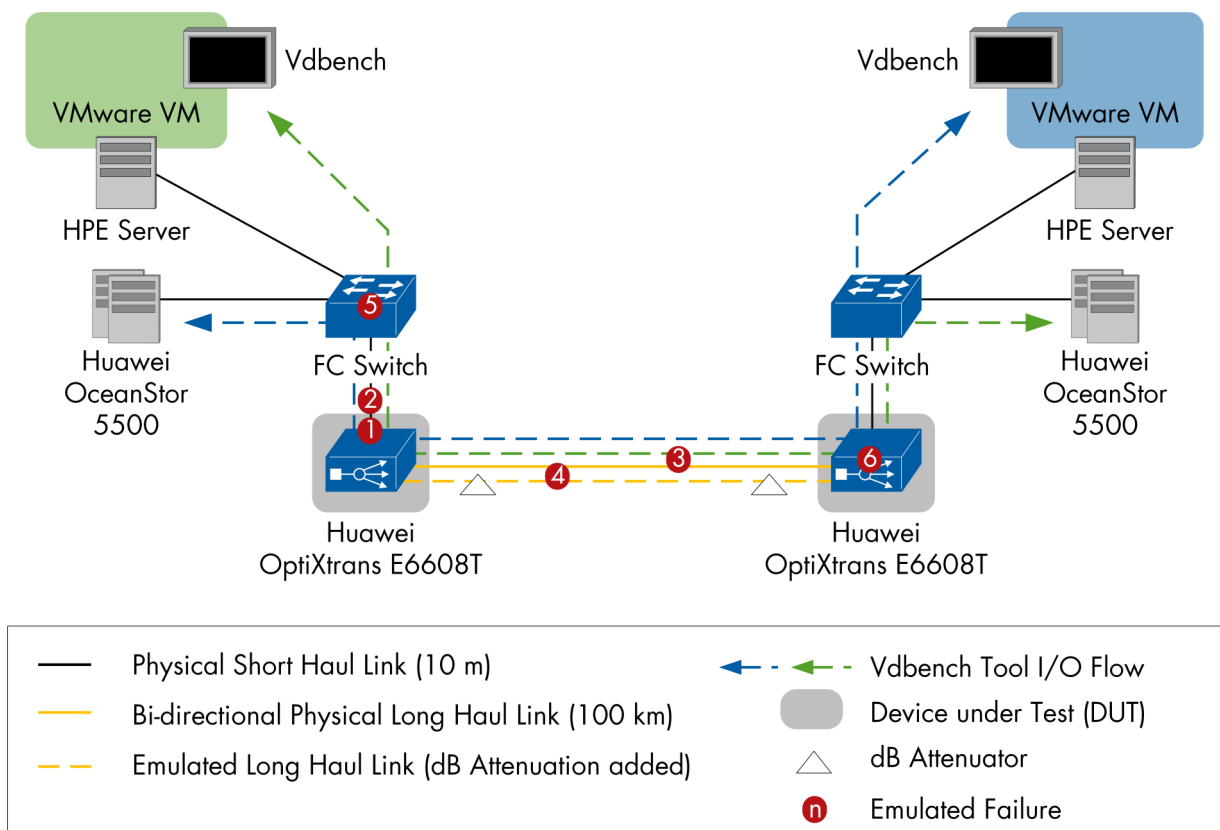 Vdbench
VMware VM
HPE Server
Huawei
OceanStor
5500
5
FC Switch
2
1
Huawei
OptiXtrans E6608T
3
4
Vdbench
VMware VM
HPE Server
Huawei
OceanStor
5500
FC Switch
6
Huawei
OptiXtrans E6608T
Physical Short Haul Link (10 m)
Bi-directional Physical Long Haul Link (100 km)
Emulated Long Haul Link (dB Attenuation added)
Vdbench Tool I/O Flow
Device under Test (DUT)
dB Attenuator
n
Emulated Failure